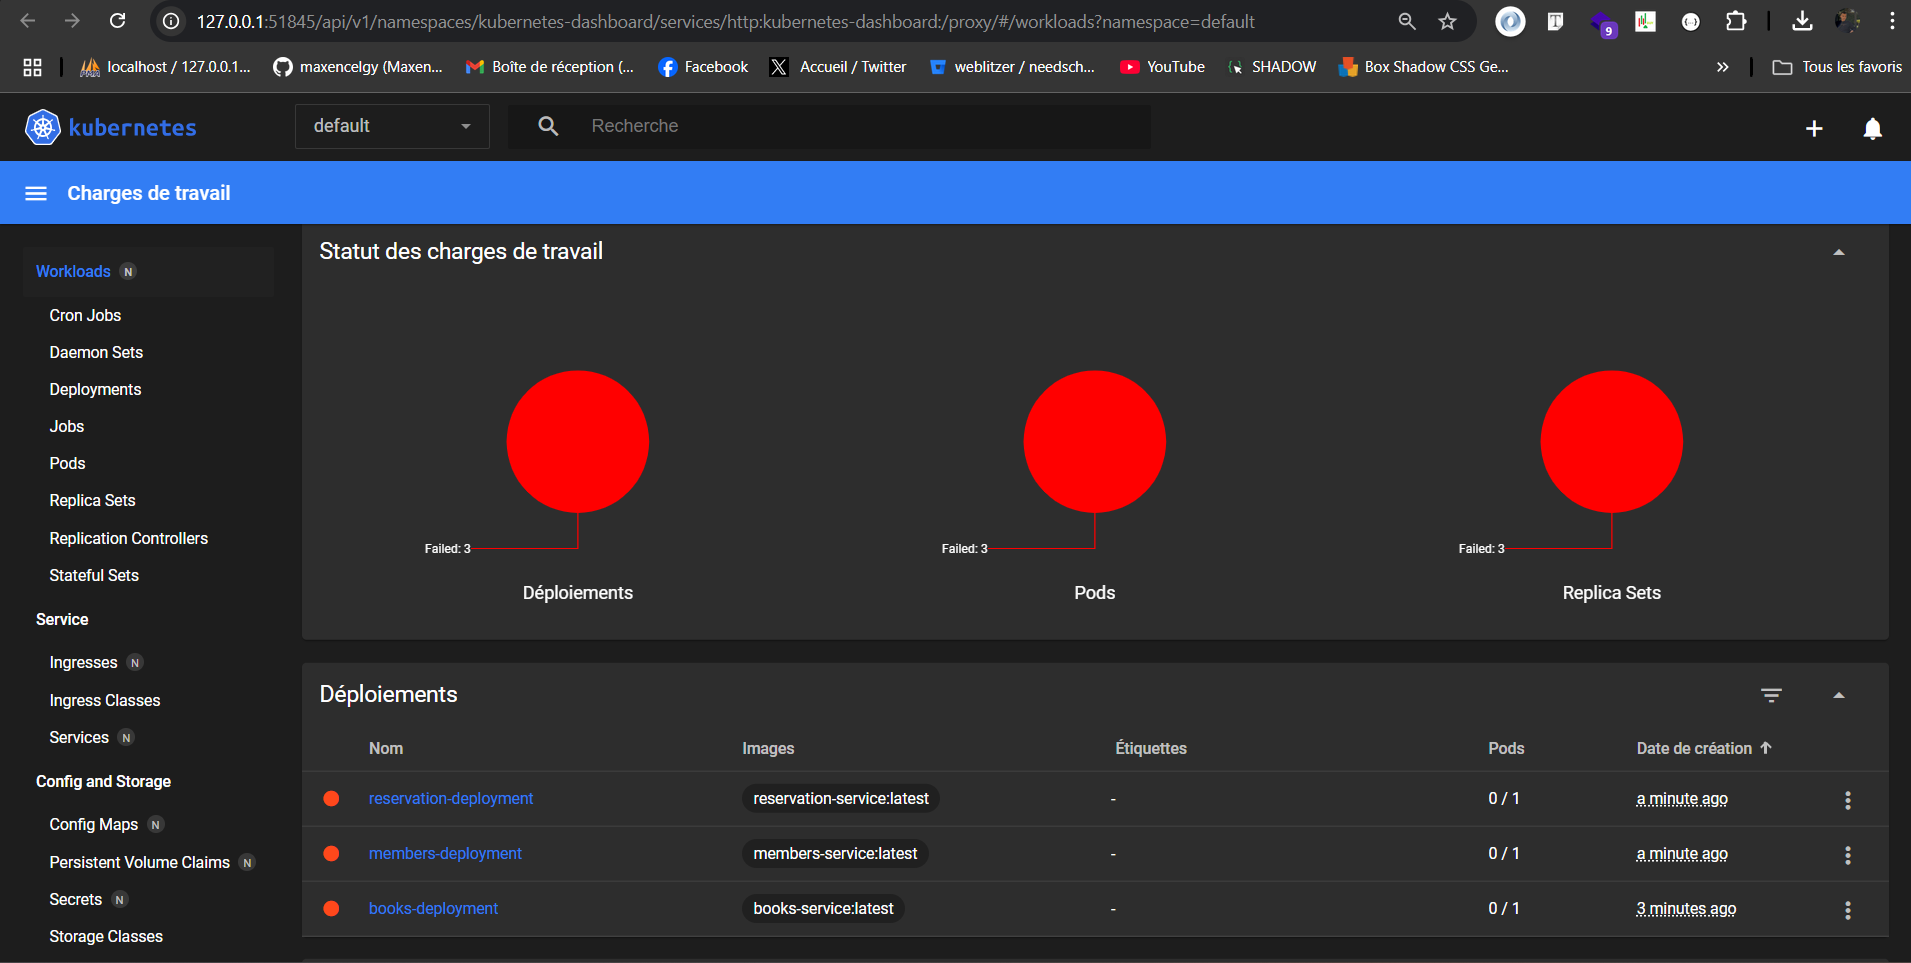 127.0.0.1:51845/api/v1/namespaces/kubernetes-dashboard/services/http:kubernetes-dashboard:/proxy/#/workloads?namespace=default
9
localhost / 127.0.0.1... maxencelgy (Maxen... Boîte de réception (... Facebook Accueil / Twitter weblitzer / needsch... YouTube SHADOW Box Shadow CSS Ge... » Tous les favoris
kubernetes default Recherche
Charges de travail
Workloads N
Cron Jobs
Daemon Sets
Deployments
Jobs
Pods
Replica Sets
Replication Controllers
Stateful Sets
Service
Ingresses N
Ingress Classes
Services N
Config and Storage
Config Maps N
Persistent Volume Claims N
Secrets N
Storage Classes
Statut des charges de travail
Failed: 3 Failed: 3 Failed: 3
Déploiements Pods Replica Sets
Déploiements
Nom Images Étiquettes Pods Date de création
reservation-deployment reservation-service:latest - 0 / 1 a minute ago
members-deployment members-service:latest - 0 / 1 a minute ago
books-deployment books-service:latest - 0 / 1 3 minutes ago